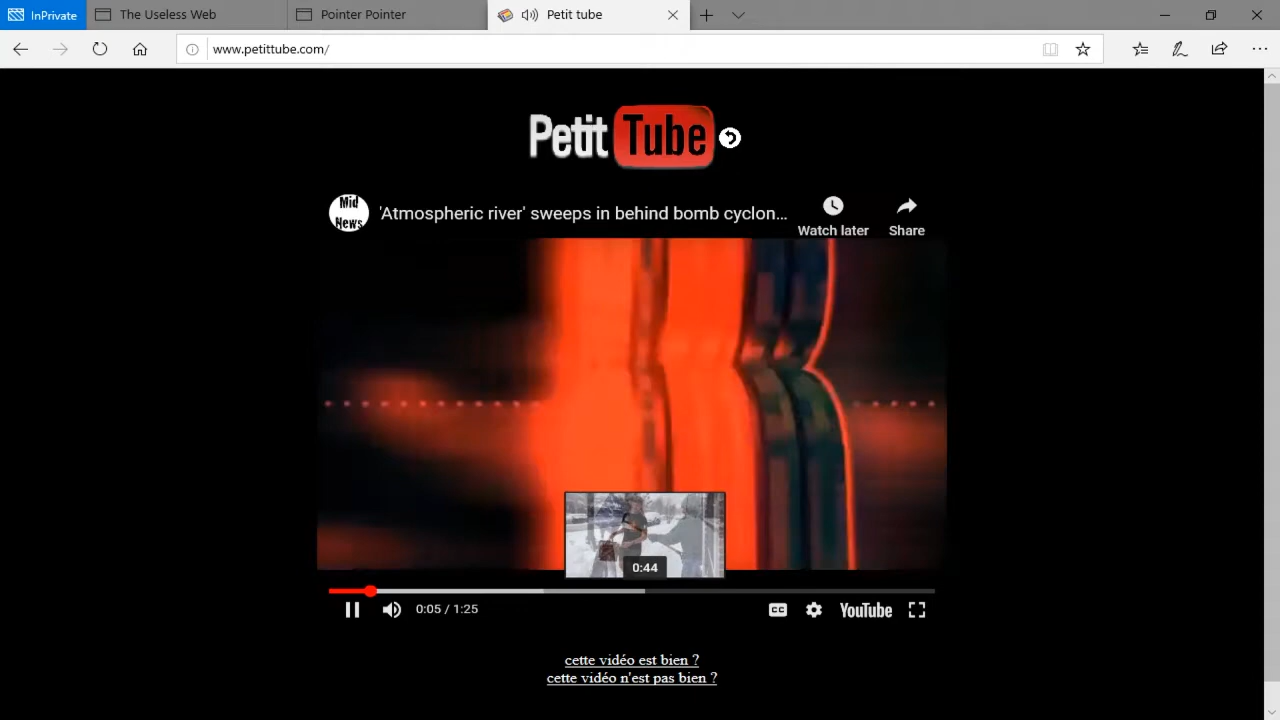 InPrivate
The Useless Web
Pointer Pointer
Petit tube
www.petittube.com/
Petit Tube
Mid
News
'Atmospheric river' sweeps in behind bomb cyclon...
Watch later
Share
0:44
0:05 / 1:25
CC
YouTube
cette vidéo est bien ?
cette vidéo n'est pas bien ?